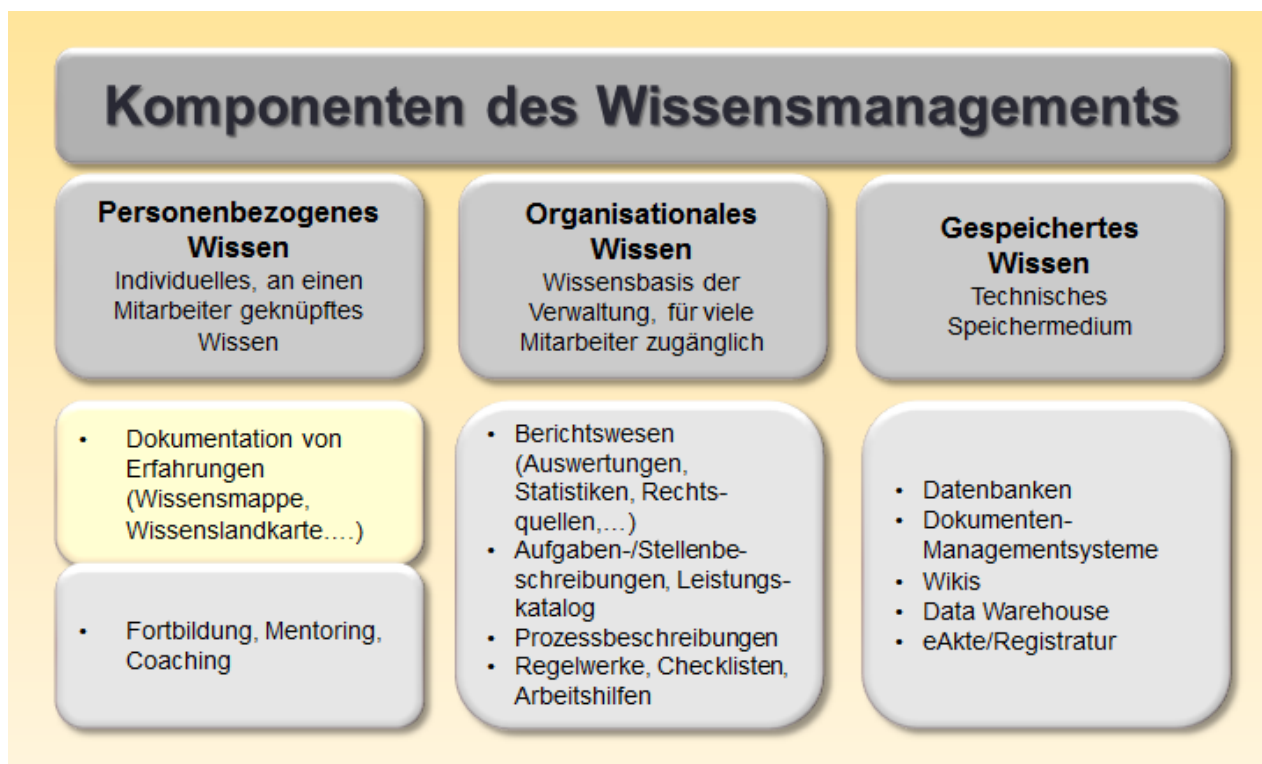 Komponenten des Wissensmanagements
Personenbezogenes
Wissen
Individuelles, an einen
Mitarbeiter geknüpftes
Wissen
• Dokumentation von
Erfahrungen
(Wissensmappe,
Wissenslandkarte….)
• Fortbildung, Mentoring,
Coaching
Organisationales
Wissen
Wissensbasis der
Verwaltung, für viele
Mitarbeiter zugänglich
• Berichtswesen
(Auswertungen,
Statistiken, Rechts-
quellen,…)
• Aufgaben-/Stellenbe-
schreibungen, Leistungs-
katalog
• Prozessbeschreibungen
• Regelwerke, Checklisten,
Arbeitshilfen
Gespeichertes
Wissen
Technisches
Speichermedium
• Datenbanken
• Dokumenten-
Managementsysteme
• Wikis
• Data Warehouse
• eAkte/Registratur